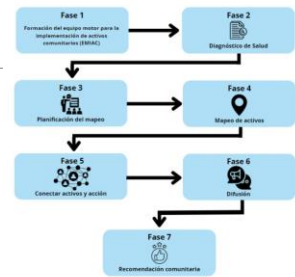 Fase 1
Formación del equipo motor para la
implementación de activos
comunitarios (EMIAC)
Fase 2
Diagnóstico de Salud
Fase 3
Planificación del mapeo
Fase 4
Mapeo de activos
Fase 5
Conectar activos y acción
Fase 6
Difusión
Fase 7
Recomendación comunitaria